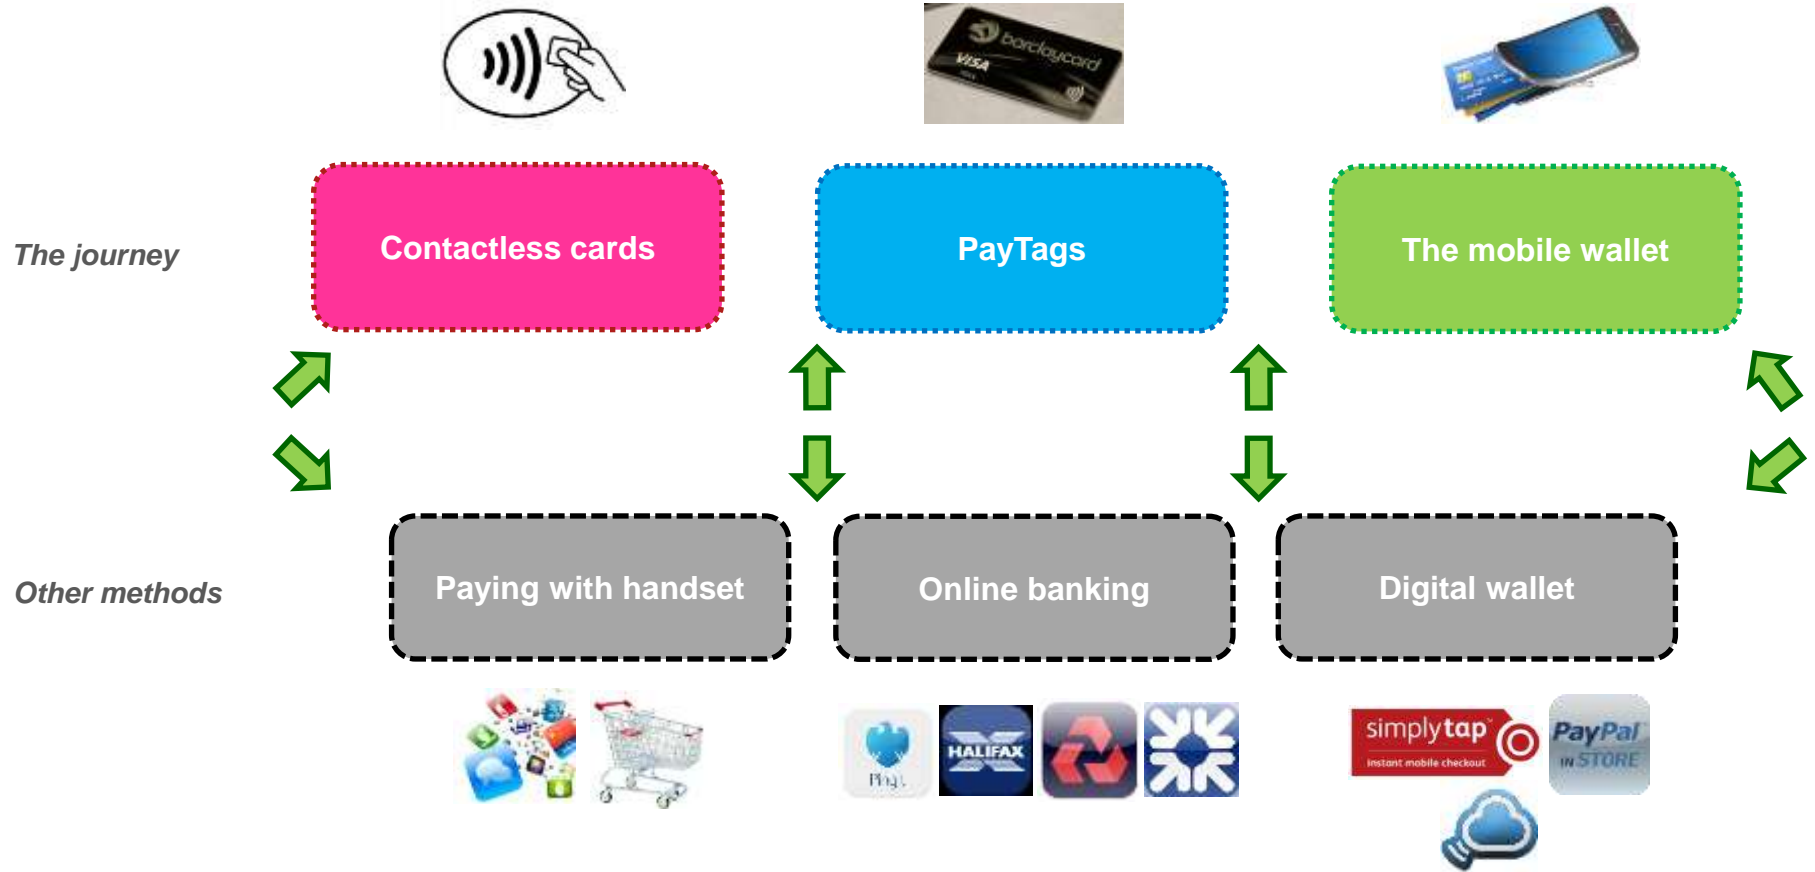 barclaycard
VISA
The journey
Contactless cards
PayTags
The mobile wallet
Other methods
Paying with handset
Online banking
Digital wallet
HALIFAX
simplytap
instant mobile checkout
PayPal
IN STORE